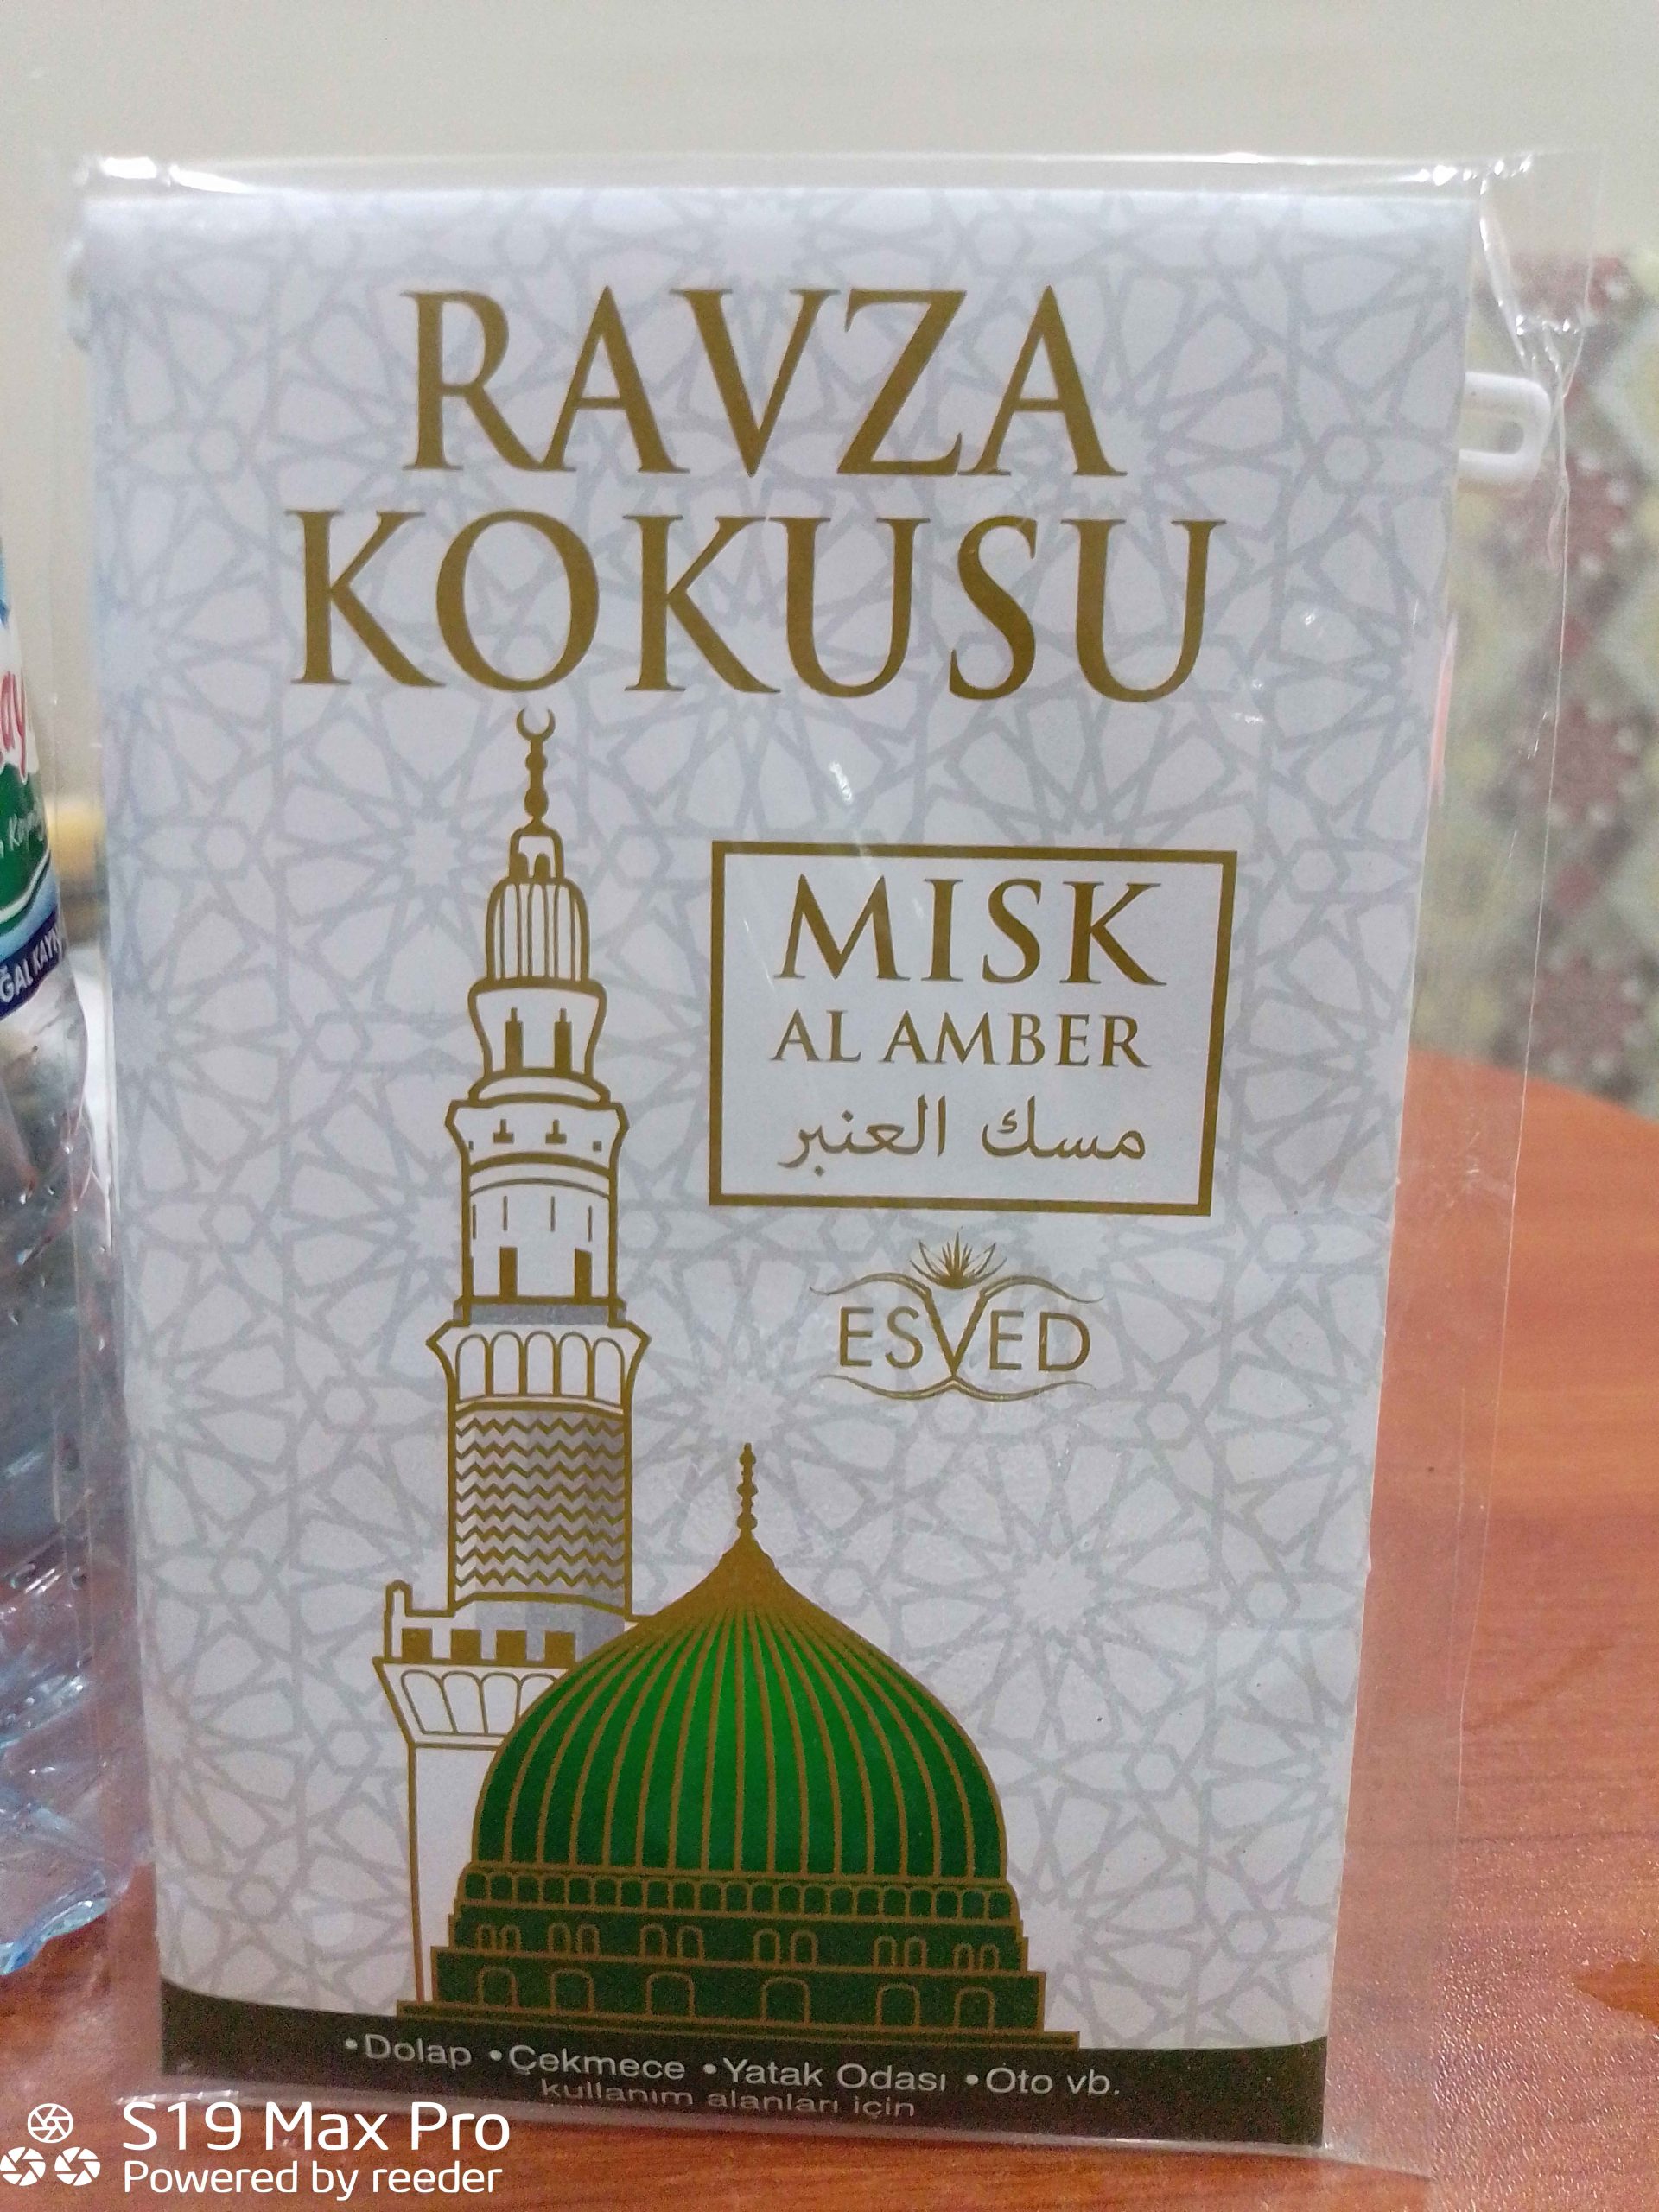 RAVZA
KOKUSU
MISK
AL AMBER
مسك العنبر
ESVED
•Dolap •Çekmece •Yatak Odası •Oto vb.
kullanım alanları için
S19 Max Pro
Powered by reeder